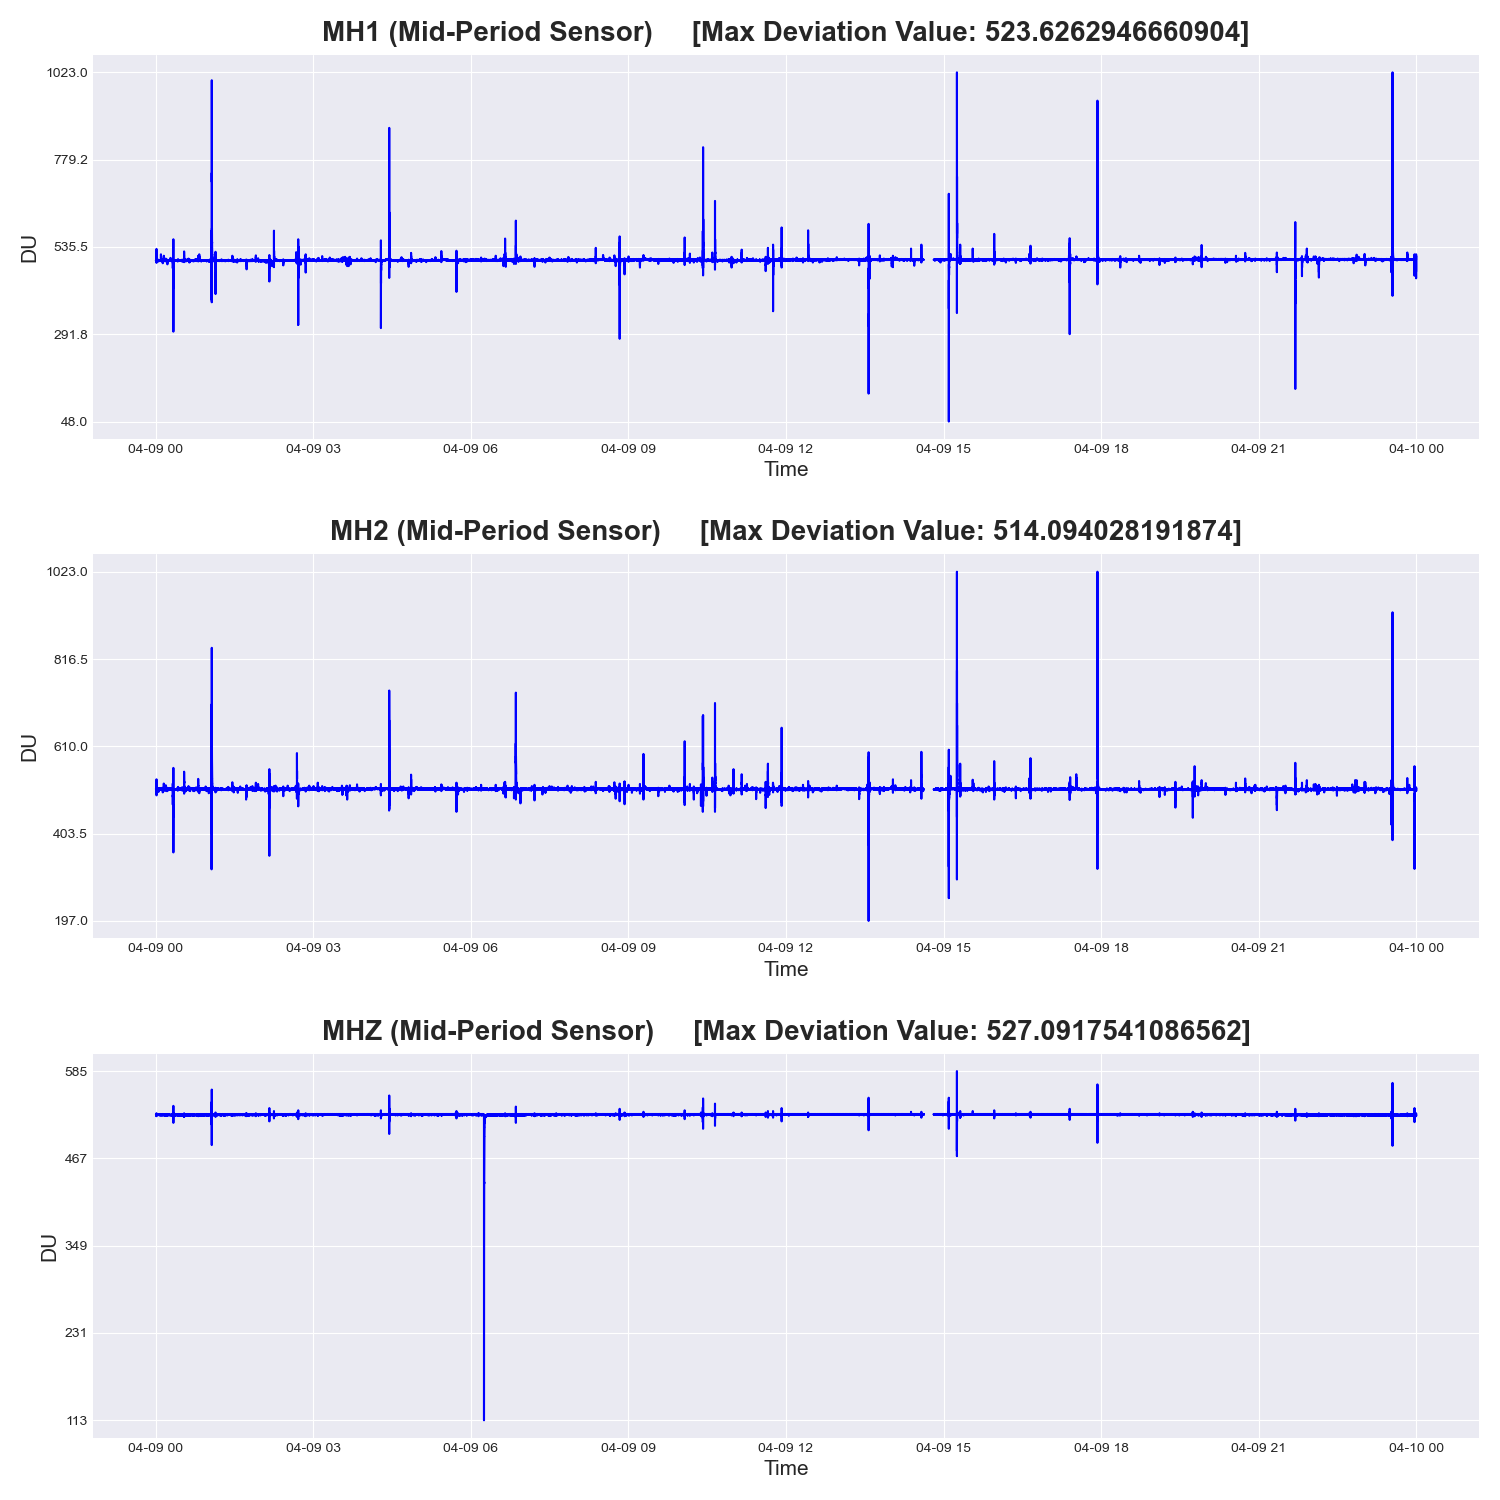 MH1 (Mid-Period Sensor) [Max Deviation Value: 523.6262946660904]
1023.0
779.2
535.5
291.8
48.0
DU
04-09 00 04-09 03 04-09 06 04-09 09 04-09 12 04-09 15 04-09 18 04-09 21 04-10 00
Time
MH2 (Mid-Period Sensor) [Max Deviation Value: 514.094028191874]
1023.0
816.5
610.0
403.5
197.0
DU
04-09 00 04-09 03 04-09 06 04-09 09 04-09 12 04-09 15 04-09 18 04-09 21 04-10 00
Time
MHZ (Mid-Period Sensor) [Max Deviation Value: 527.0917541086562]
585
467
349
231
113
DU
04-09 00 04-09 03 04-09 06 04-09 09 04-09 12 04-09 15 04-09 18 04-09 21 04-10 00
Time